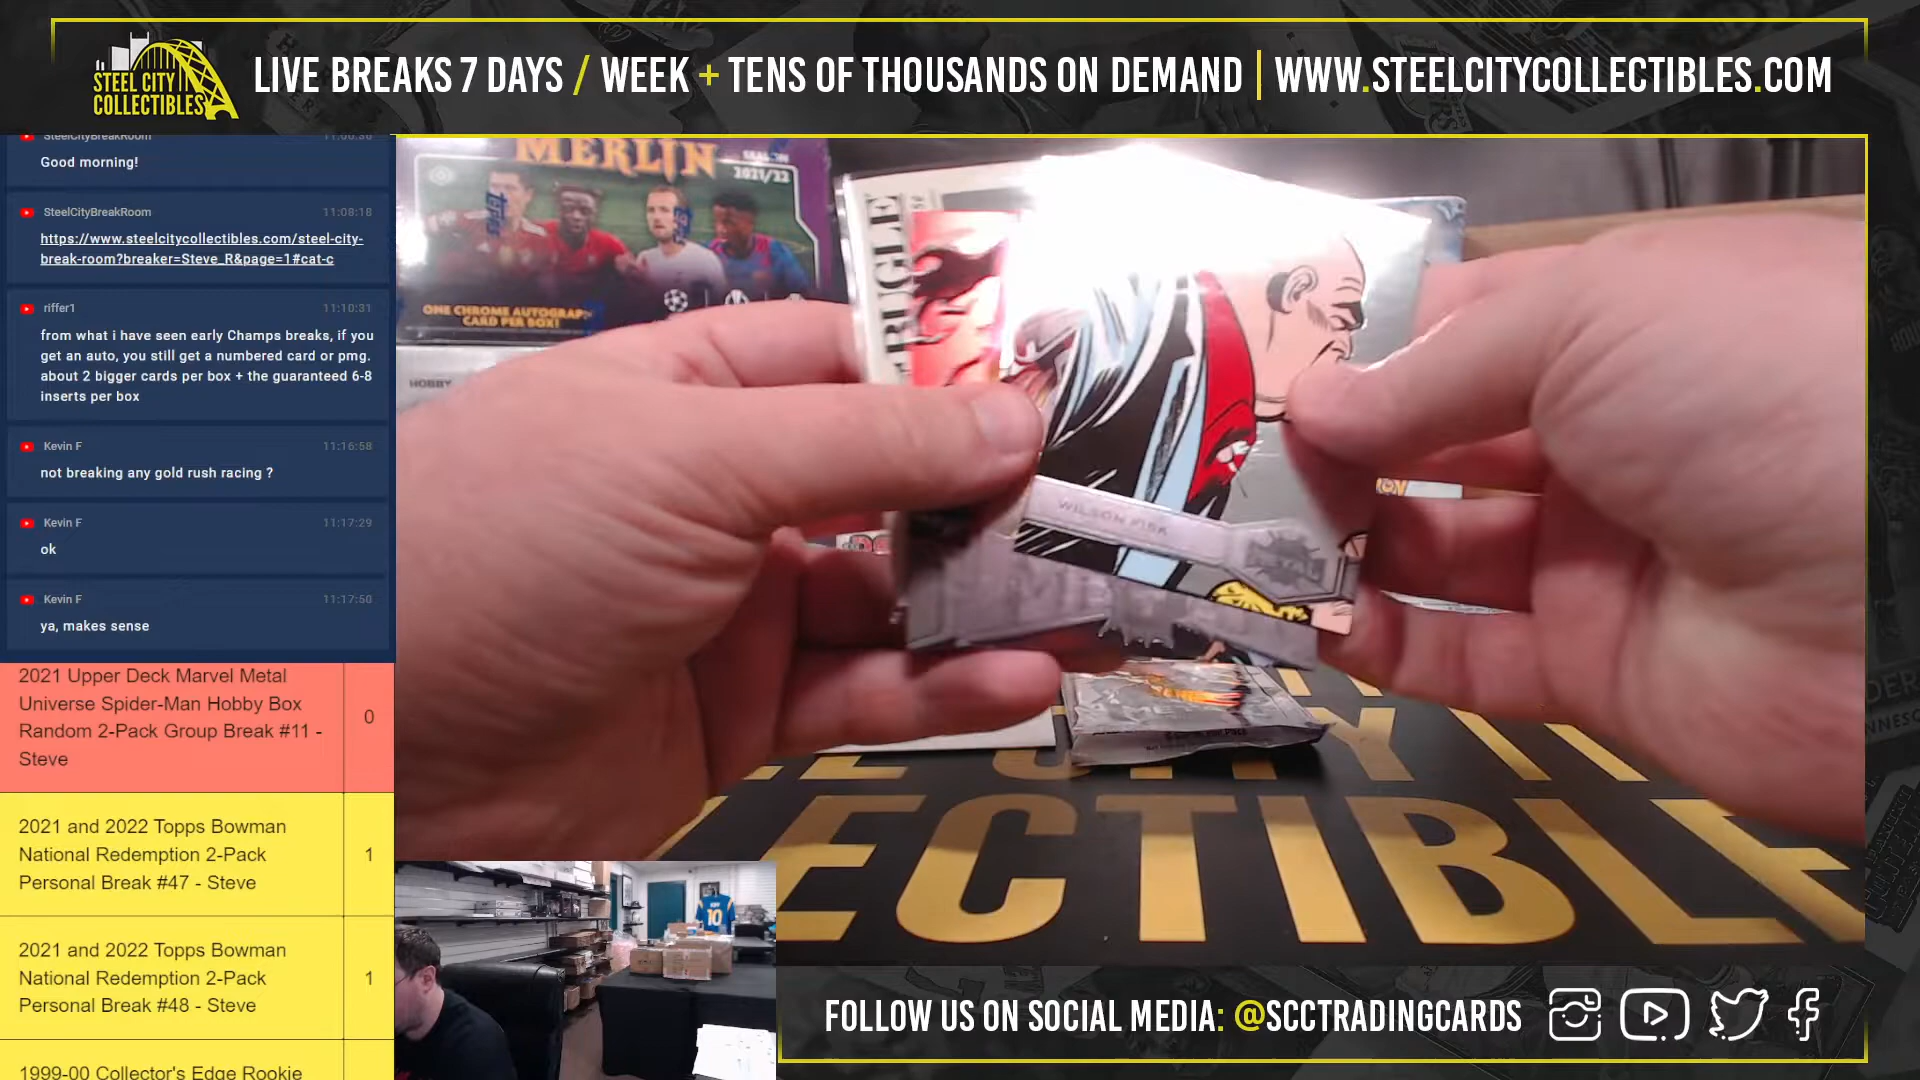 STEEL CITY
COLLECTIBLES
LIVE BREAKS 7 DAYS / WEEK + TENS OF THOUSANDS ON DEMAND | WWW.STEELCITYCOLLECTIBLES.COM
SteelCityBreakRoom
Good morning!
SteelCityBreakRoom 11:08:18
https://www.steelcitycollectibles.com/steel-city-
break-room?breaker=Steve_R&page=1#cat-c
riffer1 11:10:31
from what i have seen early Champs breaks, if you
get an auto, you still get a numbered card or pmg.
about 2 bigger cards per box + the guaranteed 6-8
inserts per box
Kevin F 11:16:58
not breaking any gold rush racing ?
Kevin F 11:17:29
ok
Kevin F 11:17:50
ya, makes sense
2021 Upper Deck Marvel Metal
Universe Spider-Man Hobby Box
Random 2-Pack Group Break #11 -
Steve
0
2021 and 2022 Topps Bowman
National Redemption 2-Pack
Personal Break #47 - Steve
1
2021 and 2022 Topps Bowman
National Redemption 2-Pack
Personal Break #48 - Steve
1
1999-00 Collector's Edge Rookie
MERLIN
SEASON
2021/22
topps
ONE CHROME AUTOGRAPH
CARD PER BOX!
HOBBY
WILSON FISK
10
ECTIBLE
FOLLOW US ON SOCIAL MEDIA: @SCCTRADINGCARDS